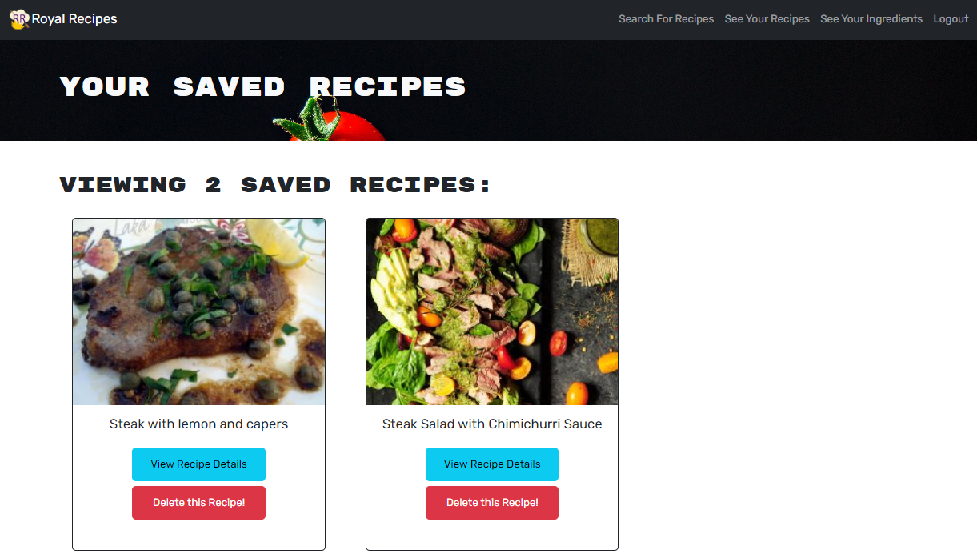 RR Royal Recipes
Search For Recipes See Your Recipes See Your Ingredients Logout
YOUR SAVED RECIPES
VIEWING 2 SAVED RECIPES:
Steak with lemon and capers
View Recipe Details
Delete this Recipe!
Steak Salad with Chimichurri Sauce
View Recipe Details
Delete this Recipe!